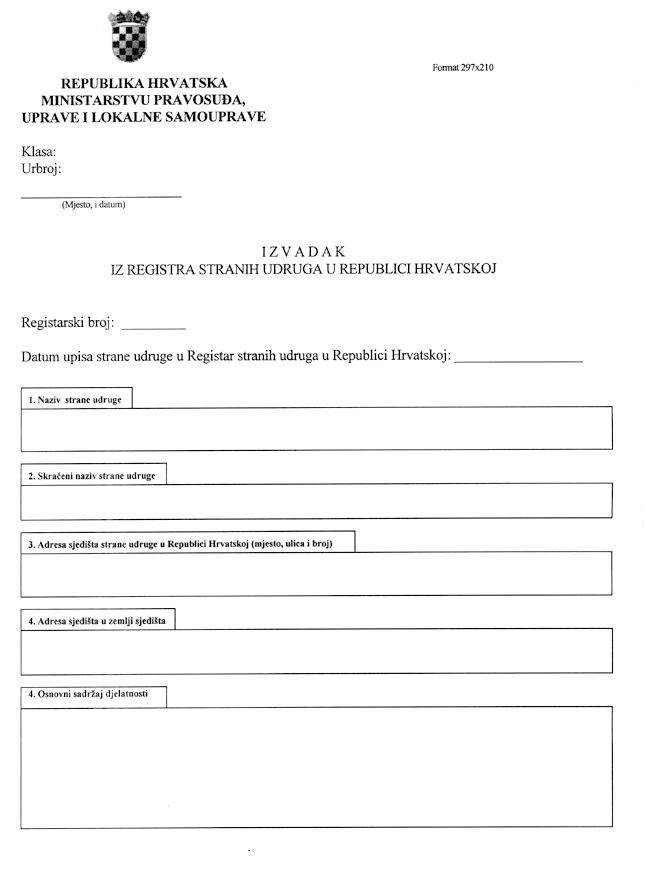 Format 297x210
REPUBLIKA HRVATSKA
MINISTARSTVU PRAVOSUĐA,
UPRAVE I LOKALNE SAMOUPRAVE
Klasa:
Urbroj:
(Mjesto, i datum)
I Z V A D A K
IZ REGISTRA STRANIH UDRUGA U REPUBLICI HRVATSKOJ
Registarski broj: _________
Datum upisa strane udruge u Registar stranih udruga u Republici Hrvatskoj: __________________
1. Naziv strane udruge
2. Skraćeni naziv strane udruge
3. Adresa sjedišta strane udruge u Republici Hrvatskoj (mjesto, ulica i broj)
4. Adresa sjedišta u zemlji sjedišta
4. Osnovni sadržaj djelatnosti